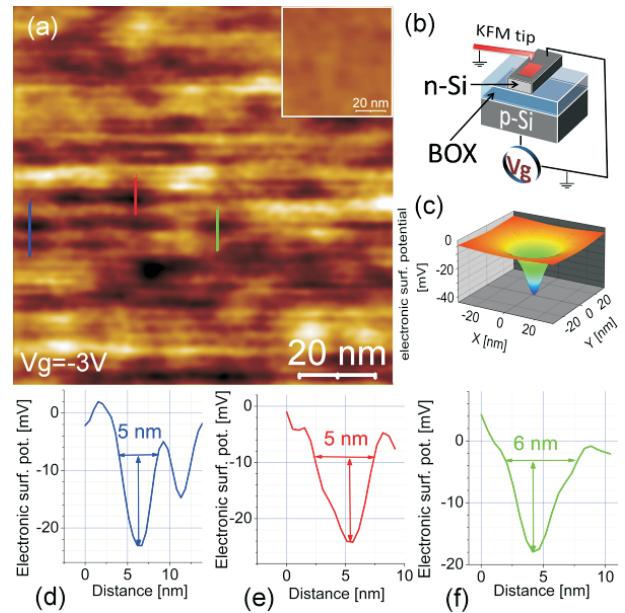 (a)
20 nm
Vg=-3V
20 nm
(b)
KFM tip
n-Si
p-Si
BOX
Vg
(c)
electronic surf. potential
[mV]
0
-20
-40
-20
0
20
X [nm]
-20
0
20
Y [nm]
Electronic surf. pot. [mV]
0
-10
-20
5 nm
0
5
10
Distance [nm]
(d)
Electronic surf. pot. [mV]
0
-10
-20
5 nm
0
5
10
Distance [nm]
(e)
Electronic surf. pot. [mV]
0
-10
-20
6 nm
0
5
10
Distance [nm]
(f)